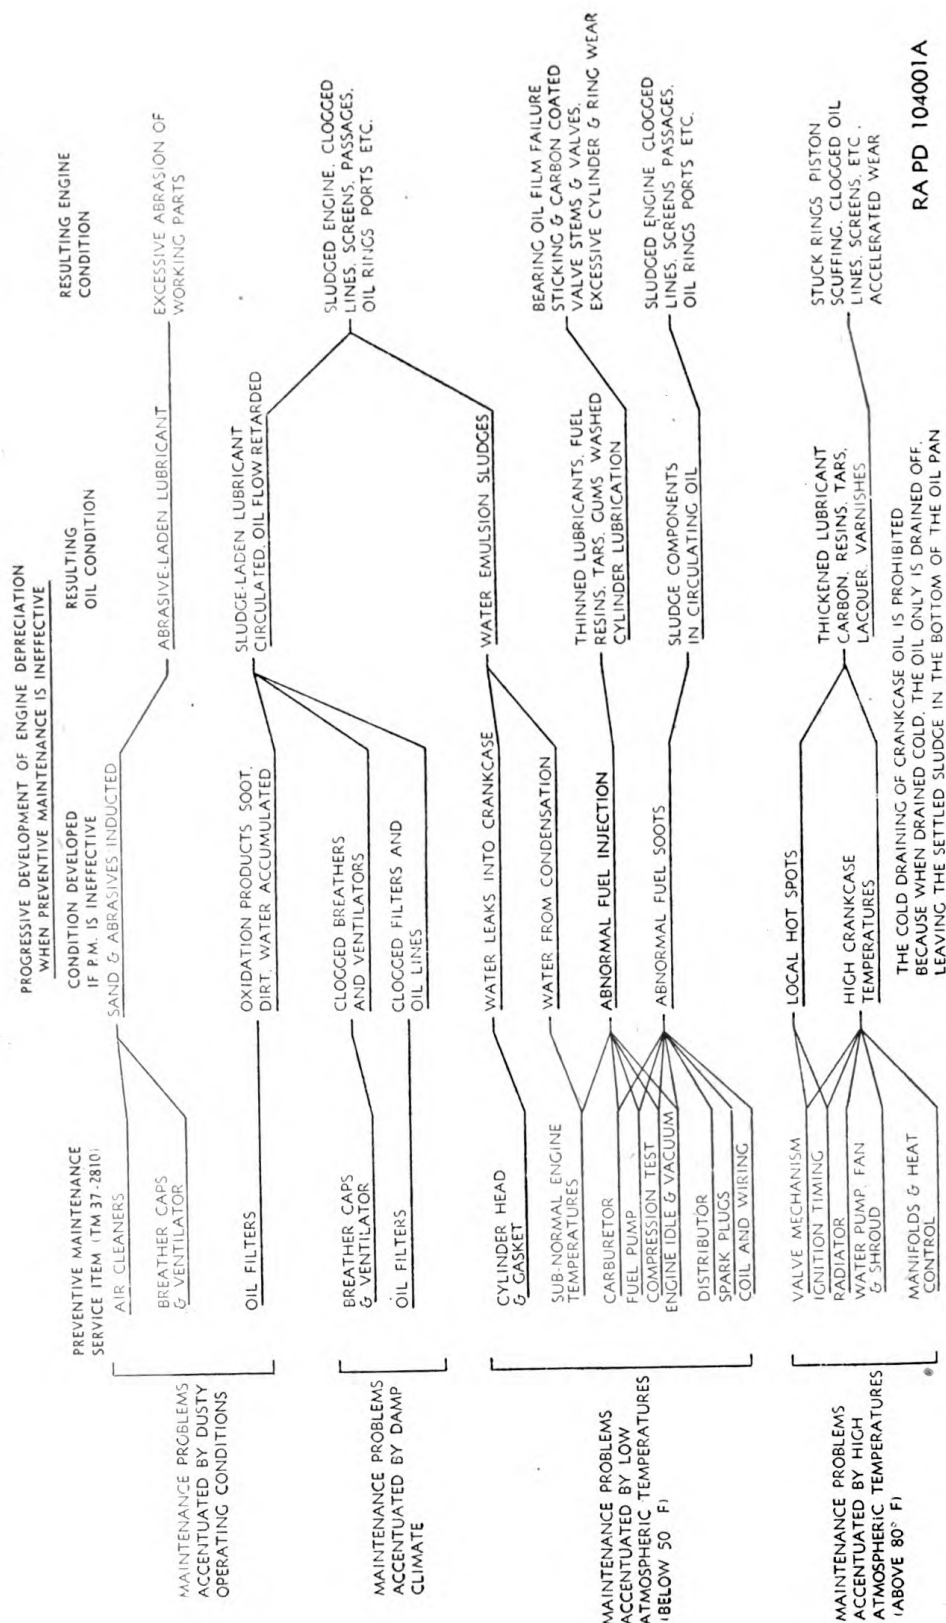 PROGRESSIVE DEVELOPMENT OF ENGINE DEPRECIATION
WHEN PREVENTIVE MAINTENANCE IS INEFFECTIVE
PREVENTIVE MAINTENANCE
SERVICE ITEM (TM 37-2810)
CONDITION DEVELOPED
IF P.M. IS INEFFECTIVE
RESULTING
OIL CONDITION
RESULTING ENGINE
CONDITION
MAINTENANCE PROBLEMS
ACCENTUATED BY DUSTY
OPERATING CONDITIONS
AIR CLEANERS
BREATHER CAPS
& VENTILATOR
OIL FILTERS
SAND & ABRASIVES INDUCTED
OXIDATION PRODUCTS SOOT,
DIRT, WATER ACCUMULATED
ABRASIVE-LADEN LUBRICANT
SLUDGE-LADEN LUBRICANT
CIRCULATED, OIL FLOW RETARDED
EXCESSIVE ABRASION OF
WORKING PARTS
MAINTENANCE PROBLEMS
ACCENTUATED BY DAMP
CLIMATE
BREATHER CAPS
& VENTILATOR
OIL FILTERS
CLOGGED BREATHERS
AND VENTILATORS
CLOGGED FILTERS AND
OIL LINES
SLUDGED ENGINE, CLOGGED
LINES, SCREENS, PASSAGES,
OIL RINGS PORTS ETC.
MAINTENANCE PROBLEMS
ACCENTUATED BY LOW
ATMOSPHERIC TEMPERATURES
(BELOW 50 F)
CYLINDER HEAD
& GASKET
SUB-NORMAL ENGINE
TEMPERATURES
CARBURETOR
FUEL PUMP
COMPRESSION TEST
ENGINE IDLE & VACUUM
DISTRIBUTOR
SPARK PLUGS
COIL AND WIRING
WATER LEAKS INTO CRANKCASE
WATER FROM CONDENSATION
ABNORMAL FUEL INJECTION
ABNORMAL FUEL SOOTS
WATER EMULSION SLUDGES
THINNED LUBRICANTS, FUEL
RESINS, TARS, GUMS WASHED
CYLINDER LUBRICATION
SLUDGE COMPONENTS
IN CIRCULATING OIL
BEARING OIL FILM FAILURE
STICKING & CARBON COATED
VALVE STEMS & VALVES,
EXCESSIVE CYLINDER & RING WEAR
SLUDGED ENGINE, CLOGGED
LINES, SCREENS PASSAGES,
OIL RINGS PORTS ETC.
MAINTENANCE PROBLEMS
ACCENTUATED BY HIGH
ATMOSPHERIC TEMPERATURES
(ABOVE 80° F)
VALVE MECHANISM
IGNITION TIMING
RADIATOR
WATER PUMP, FAN
& SHROUD
MANIFOLDS & HEAT
CONTROL
LOCAL HOT SPOTS
HIGH CRANKCASE
TEMPERATURES
THICKENED LUBRICANT
CARBON, RESINS, TARS,
LACQUER, VARNISHES
STUCK RINGS PISTON
SCUFFING, CLOGGED OIL
LINES, SCREENS, ETC.,
ACCELERATED WEAR
THE COLD DRAINING OF CRANKCASE OIL IS PROHIBITED
BECAUSE WHEN DRAINED COLD, THE OIL ONLY IS DRAINED OFF,
LEAVING THE SETTLED SLUDGE IN THE BOTTOM OF THE OIL PAN
RA PD 104001A